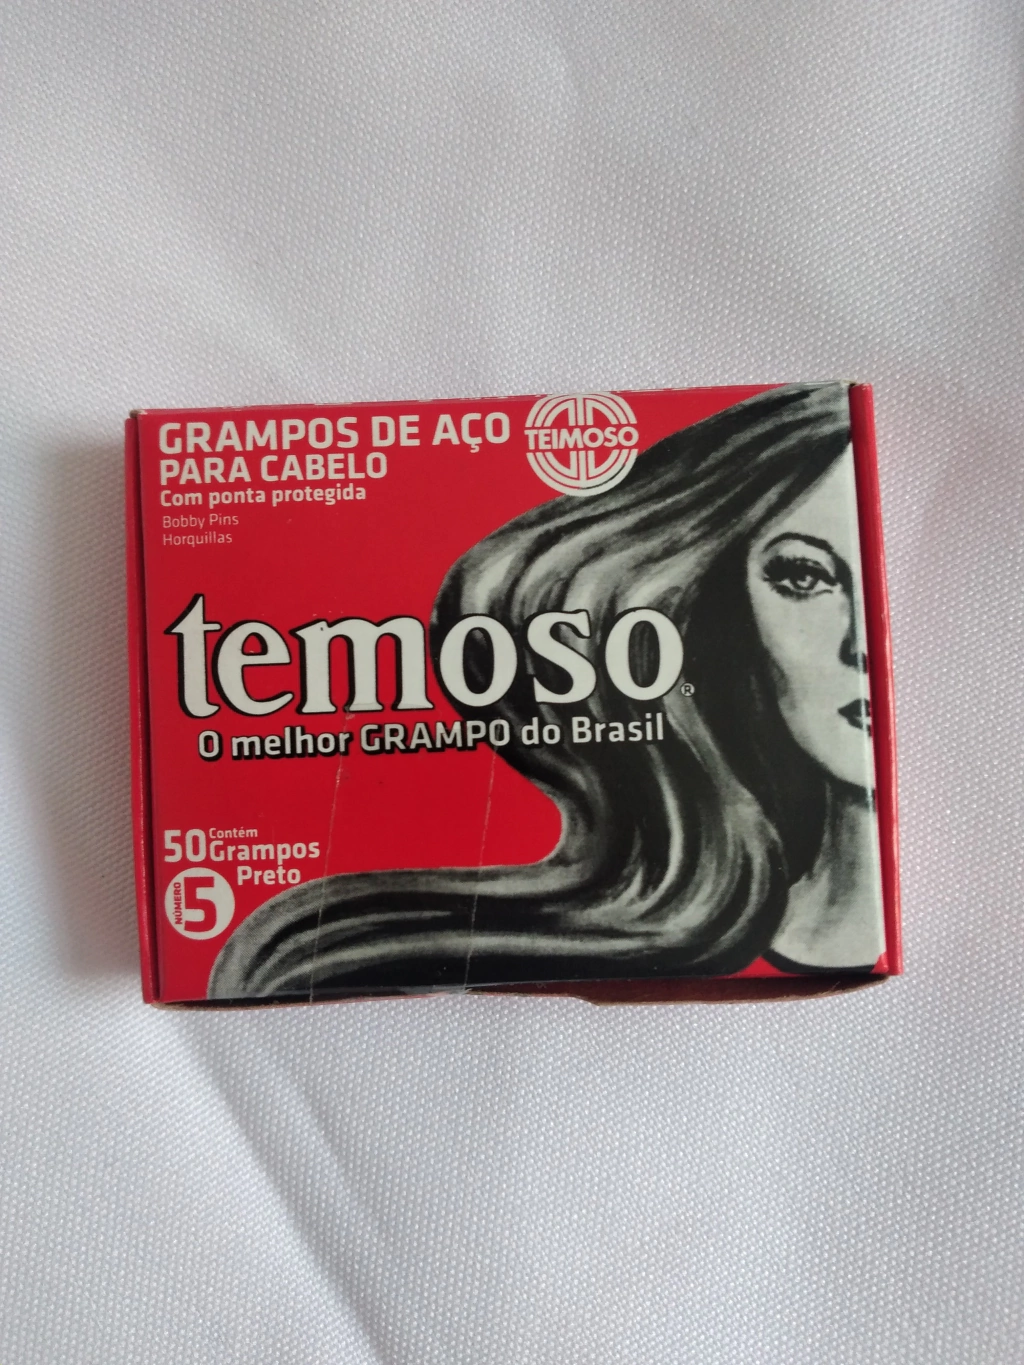 GRAMPOS DE AÇO
PARA CABELO
Com ponta protegida
Bobby Pins
Horquillas
TEIMOSO
temoso®
O melhor GRAMPO do Brasil
Contém
50 Grampos
Preto
NÚMERO
5